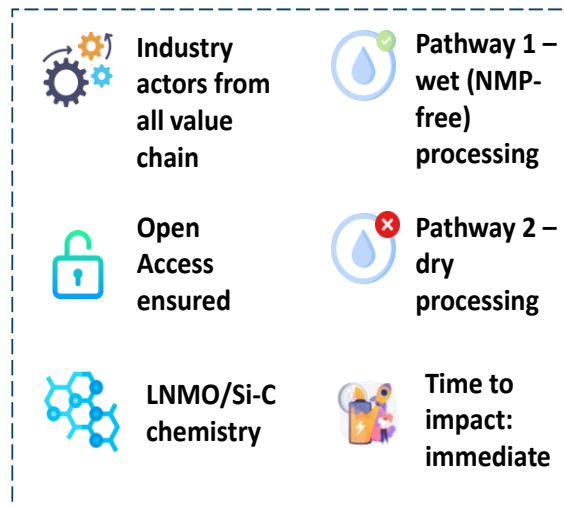 Industry
actors from
all value
chain
Pathway 1 –
wet (NMP-
free)
processing
Open
Access
ensured
Pathway 2 –
dry
processing
LNMO/Si-C
chemistry
Time to
impact:
immediate